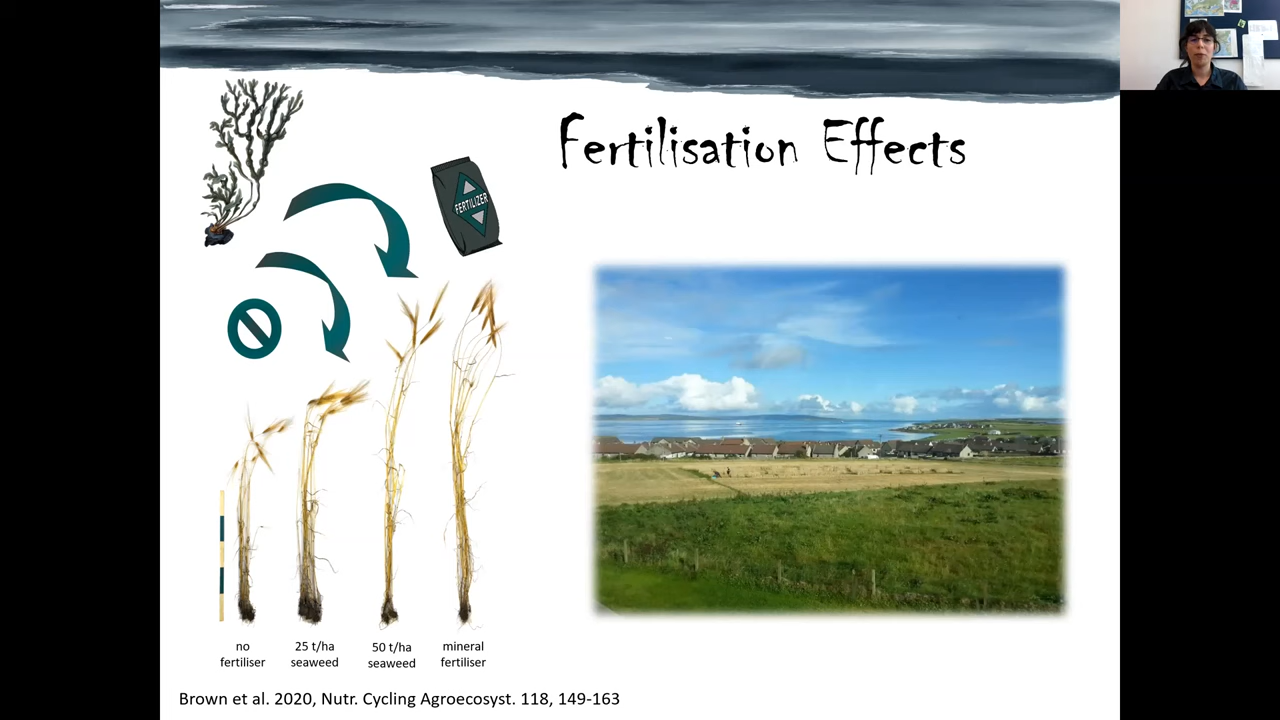 Fertilisation Effects
FERTILIZER
no
fertiliser
25 t/ha
seaweed
50 t/ha
seaweed
mineral
fertiliser
Brown et al. 2020, Nutr. Cycling Agroecosyst. 118, 149-163